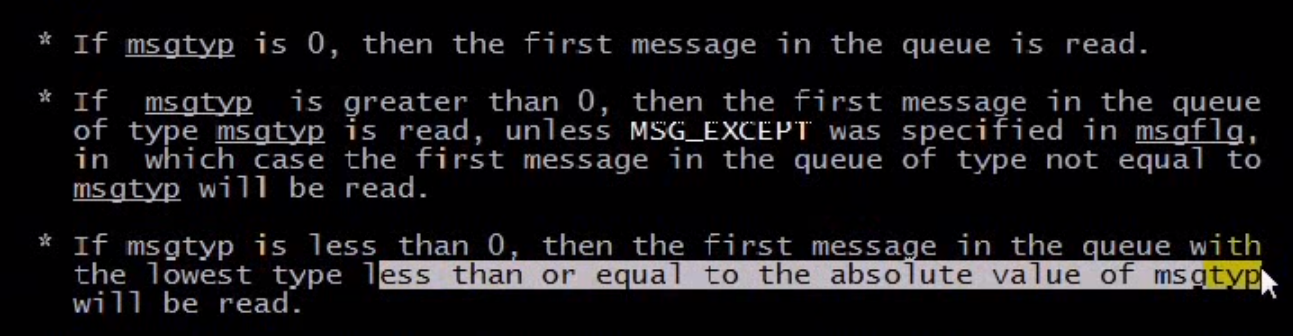 * If msgtyp is 0, then the first message in the queue is read.
* If msgtyp is greater than 0, then the first message in the queue
of type msgtyp is read, unless MSG_EXCEPT was specified in msgflg,
in which case the first message in the queue of type not equal to
msgtyp will be read.
* If msgtyp is less than 0, then the first message in the queue with
the lowest type less than or equal to the absolute value of msgtyp
will be read.